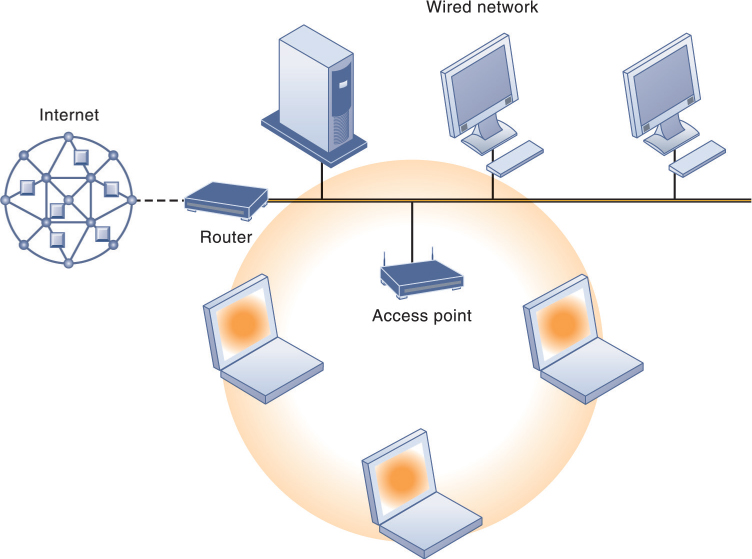 Wired network
Internet
Router
Access point